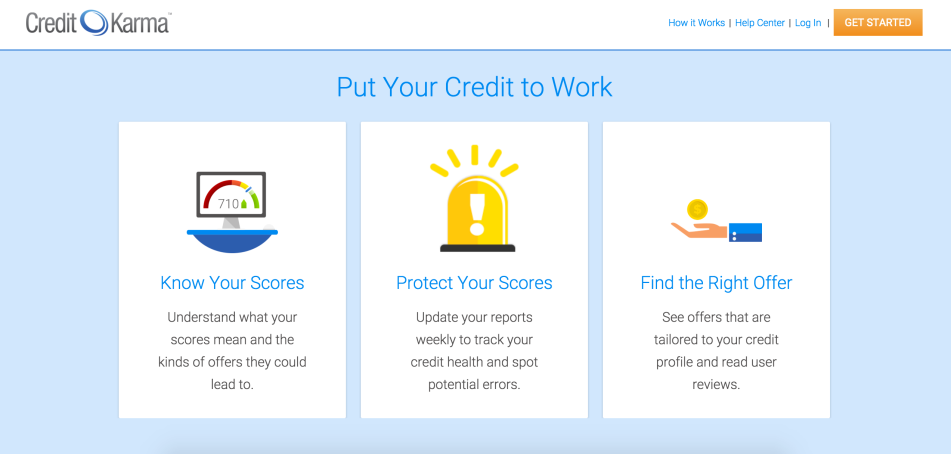 Credit Karma™
How it Works | Help Center | Log In | GET STARTED
Put Your Credit to Work
710
Know Your Scores
Understand what your
scores mean and the
kinds of offers they could
lead to.
!
Protect Your Scores
Update your reports
weekly to track your
credit health and spot
potential errors.
$
Find the Right Offer
See offers that are
tailored to your credit
profile and read user
reviews.